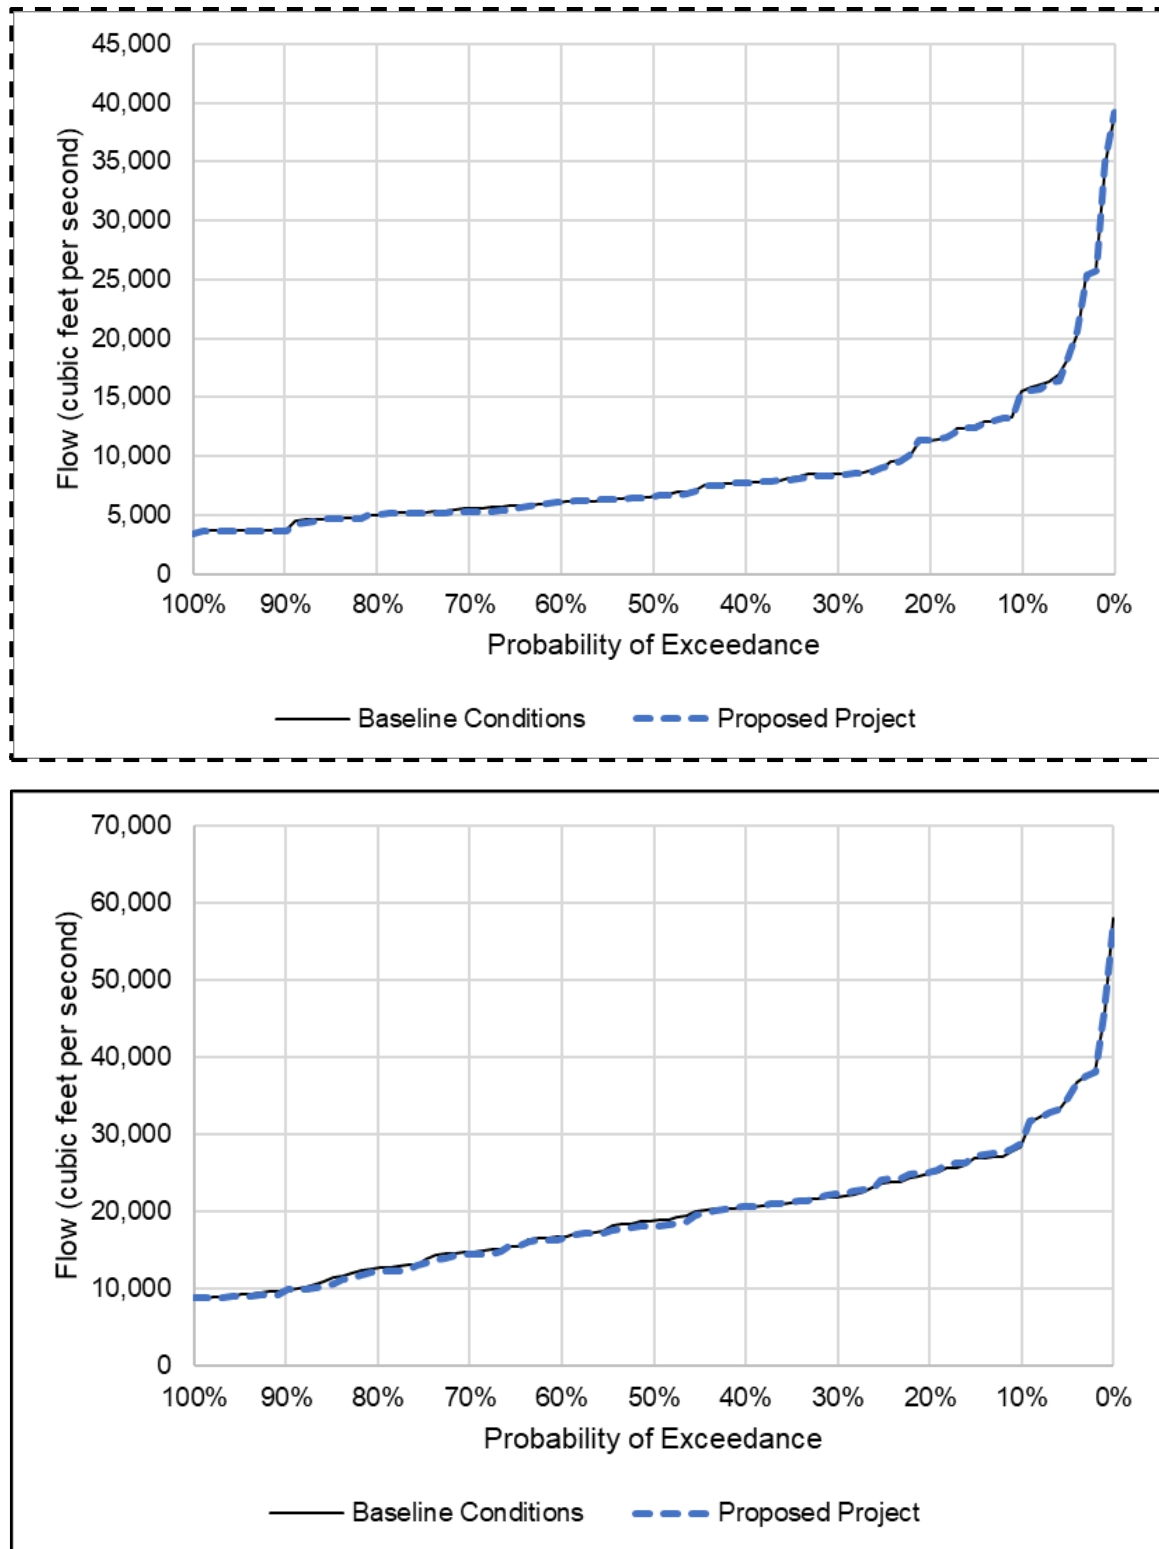 45,000
40,000
35,000
30,000
25,000
20,000
15,000
10,000
5,000
0
Flow (cubic feet per second)
100% 90% 80% 70% 60% 50% 40% 30% 20% 10% 0%
Probability of Exceedance
Baseline Conditions Proposed Project
70,000
60,000
50,000
40,000
30,000
20,000
10,000
0
Flow (cubic feet per second)
100% 90% 80% 70% 60% 50% 40% 30% 20% 10% 0%
Probability of Exceedance
Baseline Conditions Proposed Project